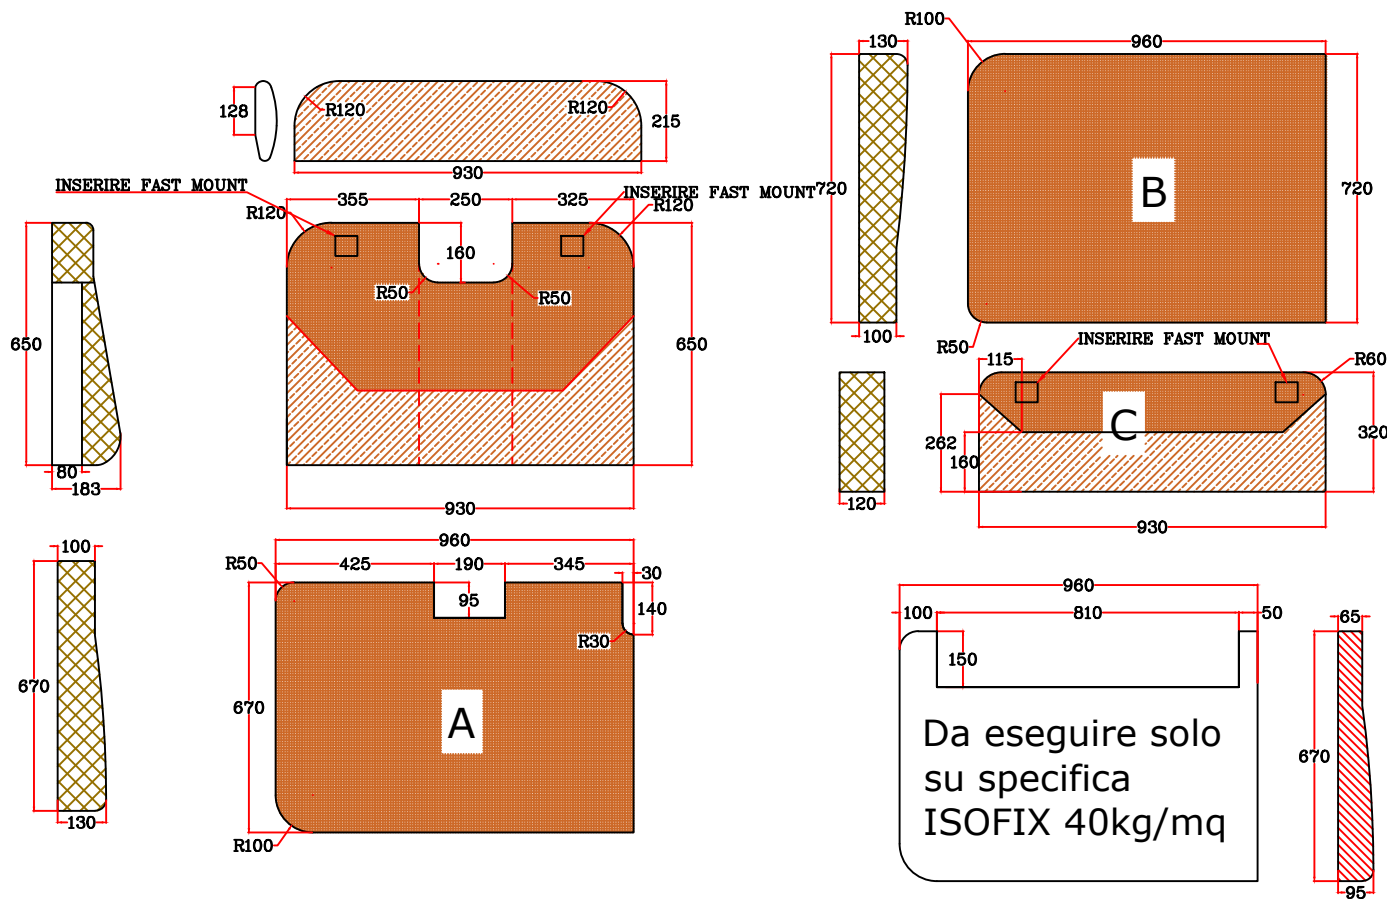 128
R120
R120
215
930
INSERIRE FAST MOUNT
INSERIRE FAST MOUNT
R120
355
250
325
R120
160
R50
R50
650
650
80
183
930
R100
130
960
720
B
720
100
R50
INSERIRE FAST MOUNT
115
R60
C
262
160
320
120
930
100
960
R50
425
190
345
30
95
140
R30
670
670
A
130
R100
960
100
810
50
65
150
Da eseguire solo
su specifica
ISOFIX 40kg/mq
670
95